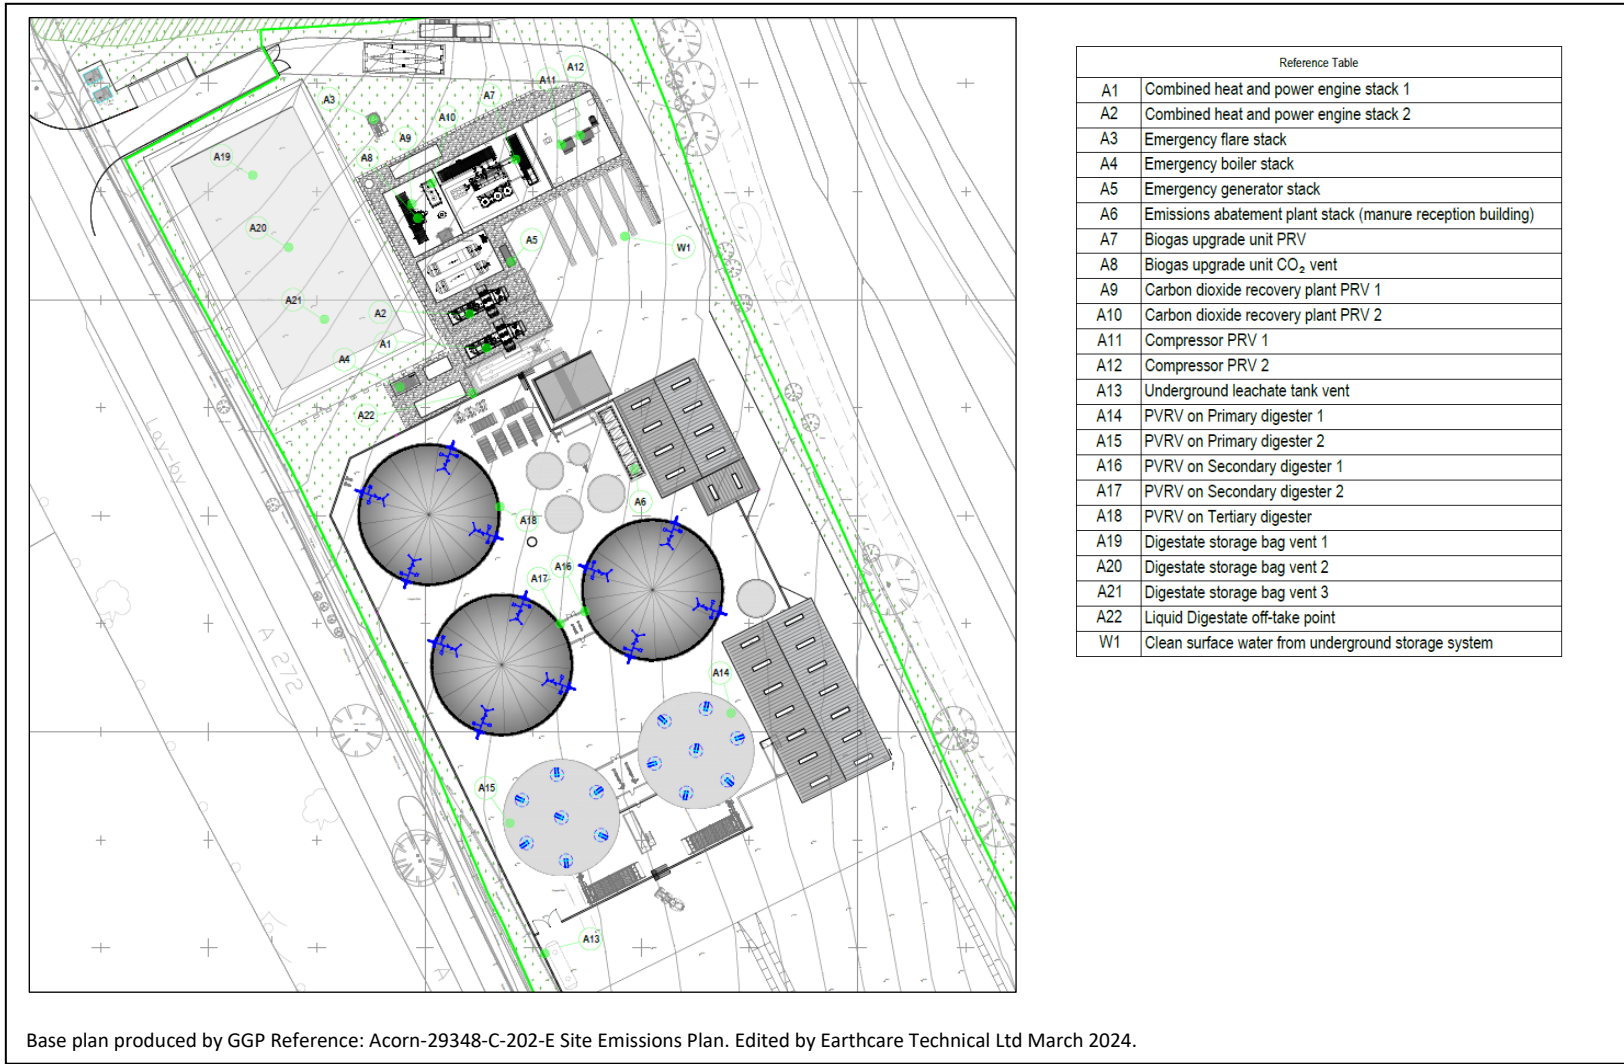 A12
A11
A7
A3
A10
A9
A8
A19
A20
A5
W1
A21
A2
A1
A4
A22
A6
A18
A16
A17
A14
A15
A13
Lay-by
A 272
A
Reference Table
A1 Combined heat and power engine stack 1
A2 Combined heat and power engine stack 2
A3 Emergency flare stack
A4 Emergency boiler stack
A5 Emergency generator stack
A6 Emissions abatement plant stack (manure reception building)
A7 Biogas upgrade unit PRV
A8 Biogas upgrade unit CO₂ vent
A9 Carbon dioxide recovery plant PRV 1
A10 Carbon dioxide recovery plant PRV 2
A11 Compressor PRV 1
A12 Compressor PRV 2
A13 Underground leachate tank vent
A14 PVRV on Primary digester 1
A15 PVRV on Primary digester 2
A16 PVRV on Secondary digester 1
A17 PVRV on Secondary digester 2
A18 PVRV on Tertiary digester
A19 Digestate storage bag vent 1
A20 Digestate storage bag vent 2
A21 Digestate storage bag vent 3
A22 Liquid Digestate off-take point
W1 Clean surface water from underground storage system
Base plan produced by GGP Reference: Acorn-29348-C-202-E Site Emissions Plan. Edited by Earthcare Technical Ltd March 2024.